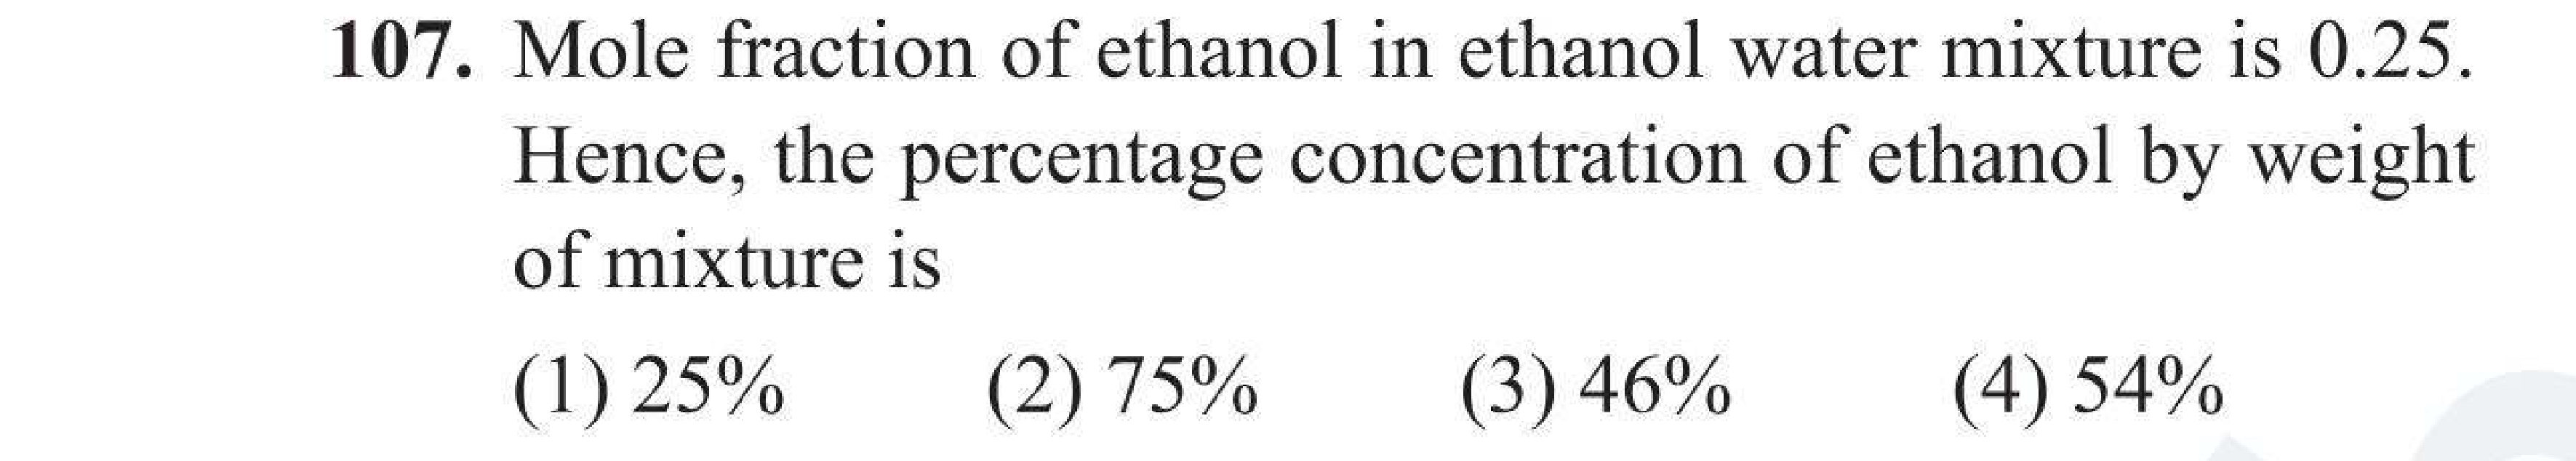 107. Mole fraction of ethanol in ethanol water mixture is 0.25.
Hence, the percentage concentration of ethanol by weight
of mixture is
(1) 25% (2) 75% (3) 46% (4) 54%